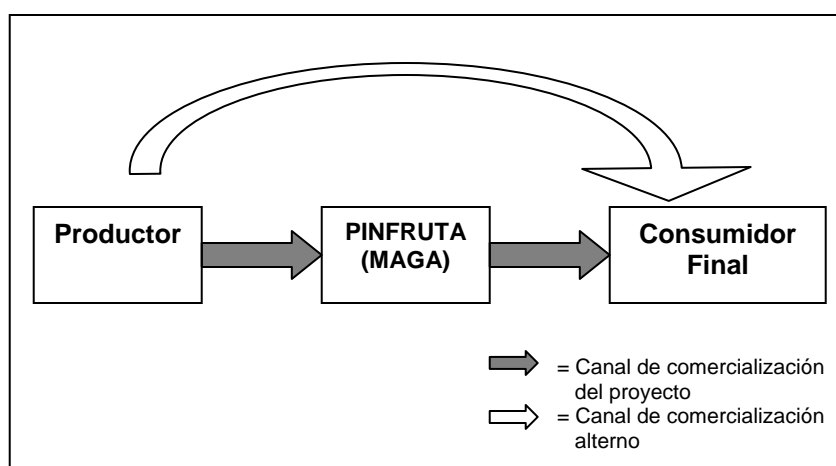 Productor
PINFRUTA
(MAGA)
Consumidor
Final
= Canal de comercialización
del proyecto
= Canal de comercialización
alterno